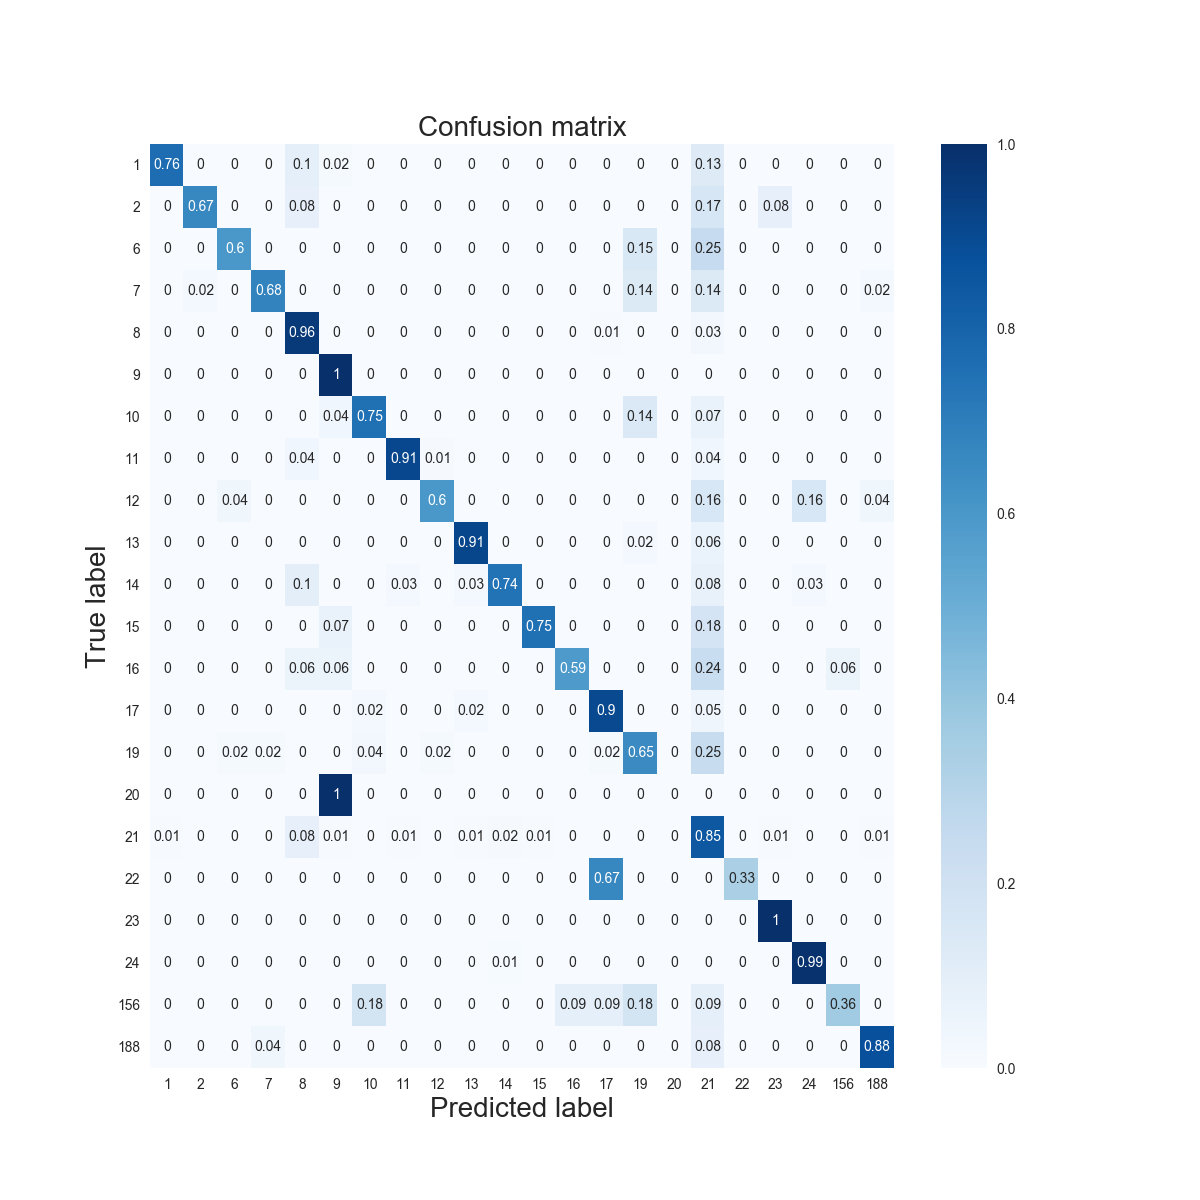 Confusion matrix
1 0.76 0 0 0 0.1 0.02 0 0 0 0 0 0 0 0 0 0 0.13 0 0 0 0 0
2 0 0.67 0 0 0.08 0 0 0 0 0 0 0 0 0 0 0 0.17 0 0.08 0 0 0
6 0 0 0.6 0 0 0 0 0 0 0 0 0 0 0 0.15 0 0.25 0 0 0 0 0
7 0 0.02 0 0.68 0 0 0 0 0 0 0 0 0 0 0.14 0 0.14 0 0 0 0 0.02
8 0 0 0 0 0.96 0 0 0 0 0 0 0 0 0.01 0 0 0.03 0 0 0 0 0
9 0 0 0 0 0 1 0 0 0 0 0 0 0 0 0 0 0 0 0 0 0 0
10 0 0 0 0 0 0.04 0.75 0 0 0 0 0 0 0 0.14 0 0.07 0 0 0 0 0
11 0 0 0 0 0.04 0 0 0.91 0.01 0 0 0 0 0 0 0 0.04 0 0 0 0 0
12 0 0 0.04 0 0 0 0 0 0.6 0 0 0 0 0 0 0 0.16 0 0 0.16 0 0.04
13 0 0 0 0 0 0 0 0 0 0.91 0 0 0 0 0.02 0 0.06 0 0 0 0 0
14 0 0 0 0 0.1 0 0 0.03 0 0.03 0.74 0 0 0 0 0 0.08 0 0 0.03 0 0
15 0 0 0 0 0 0.07 0 0 0 0 0 0.75 0 0 0 0 0.18 0 0 0 0 0
16 0 0 0 0 0.06 0.06 0 0 0 0 0 0 0.59 0 0 0 0.24 0 0 0 0.06 0
17 0 0 0 0 0 0 0.02 0 0 0.02 0 0 0 0.9 0 0 0.05 0 0 0 0 0
19 0 0 0.02 0.02 0 0 0.04 0 0.02 0 0 0 0 0.02 0.65 0 0.25 0 0 0 0 0
20 0 0 0 0 0 1 0 0 0 0 0 0 0 0 0 0 0 0 0 0 0 0
21 0.01 0 0 0 0.08 0.01 0 0.01 0 0.01 0.02 0.01 0 0 0 0 0.85 0 0.01 0 0 0.01
22 0 0 0 0 0 0 0 0 0 0 0 0 0 0.67 0 0 0 0.33 0 0 0 0
23 0 0 0 0 0 0 0 0 0 0 0 0 0 0 0 0 0 0 1 0 0 0
24 0 0 0 0 0 0 0 0 0 0 0.01 0 0 0 0 0 0 0 0 0.99 0 0
156 0 0 0 0 0 0 0.18 0 0 0 0 0 0.09 0.09 0.18 0 0.09 0 0 0 0.36 0
188 0 0 0 0.04 0 0 0 0 0 0 0 0 0 0 0 0 0.08 0 0 0 0 0.88
1 2 6 7 8 9 10 11 12 13 14 15 16 17 19 20 21 22 23 24 156 188
Predicted label
True label
1.0
0.8
0.6
0.4
0.2
0.0